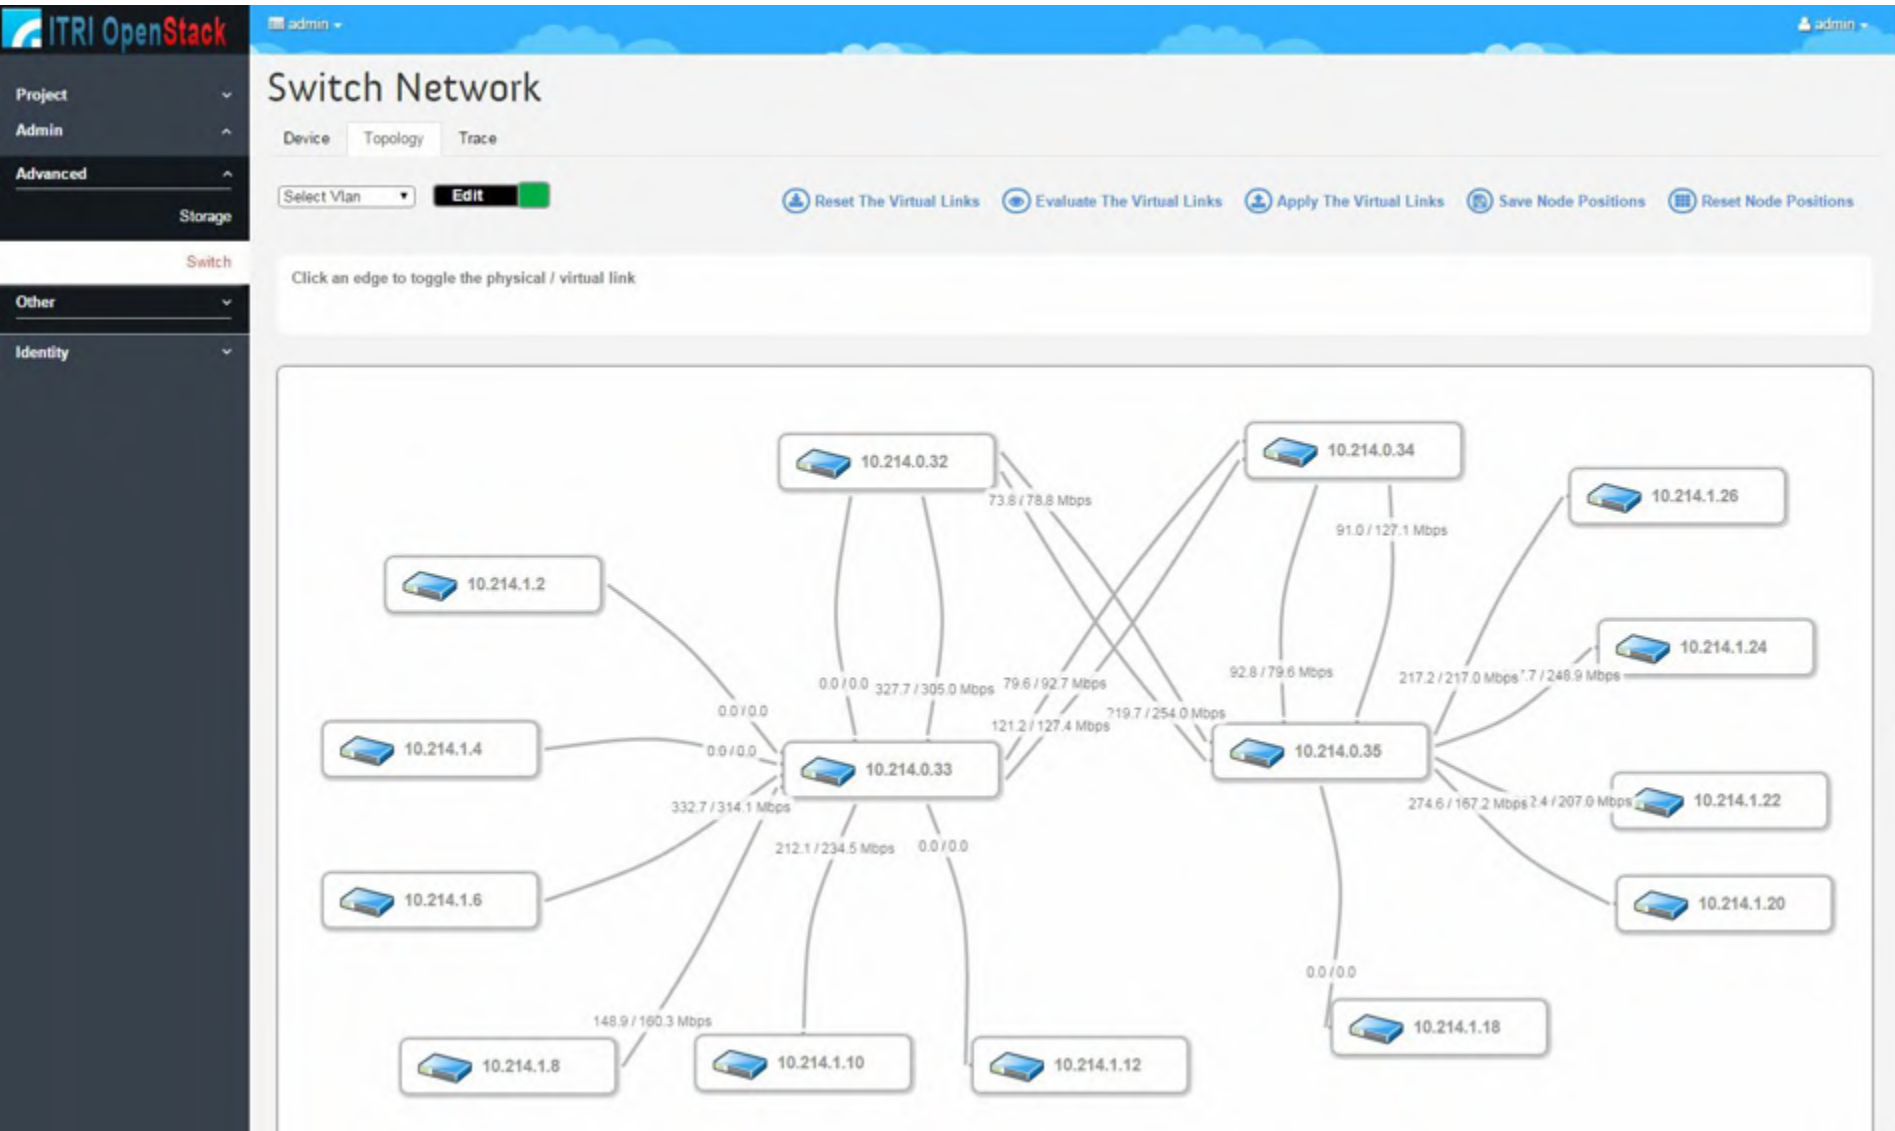 ITRI OpenStack
admin
admin
Project
Admin
Advanced
Storage
Switch
Other
Identity
Switch Network
Device Topology Trace
Select Vlan
Edit
Reset The Virtual Links
Evaluate The Virtual Links
Apply The Virtual Links
Save Node Positions
Reset Node Positions
Click an edge to toggle the physical / virtual link
10.214.0.32
10.214.0.34
10.214.1.26
73.8 / 78.8 Mbps
91.0 / 127.1 Mbps
10.214.1.2
10.214.1.24
0.0 / 0.0
327.7 / 305.0 Mbps
79.6 / 92.7 Mbps
92.8 / 79.6 Mbps
217.2 / 217.0 Mbps
.7 / 248.9 Mbps
0.0 / 0.0
121.2 / 127.4 Mbps
219.7 / 254.0 Mbps
10.214.1.4
0.0 / 0.0
10.214.0.33
10.214.0.35
332.7 / 314.1 Mbps
274.6 / 167.2 Mbps
2.4 / 207.0 Mbps
10.214.1.22
212.1 / 234.5 Mbps
0.0 / 0.0
10.214.1.6
10.214.1.20
0.0 / 0.0
148.9 / 160.3 Mbps
10.214.1.18
10.214.1.8
10.214.1.10
10.214.1.12